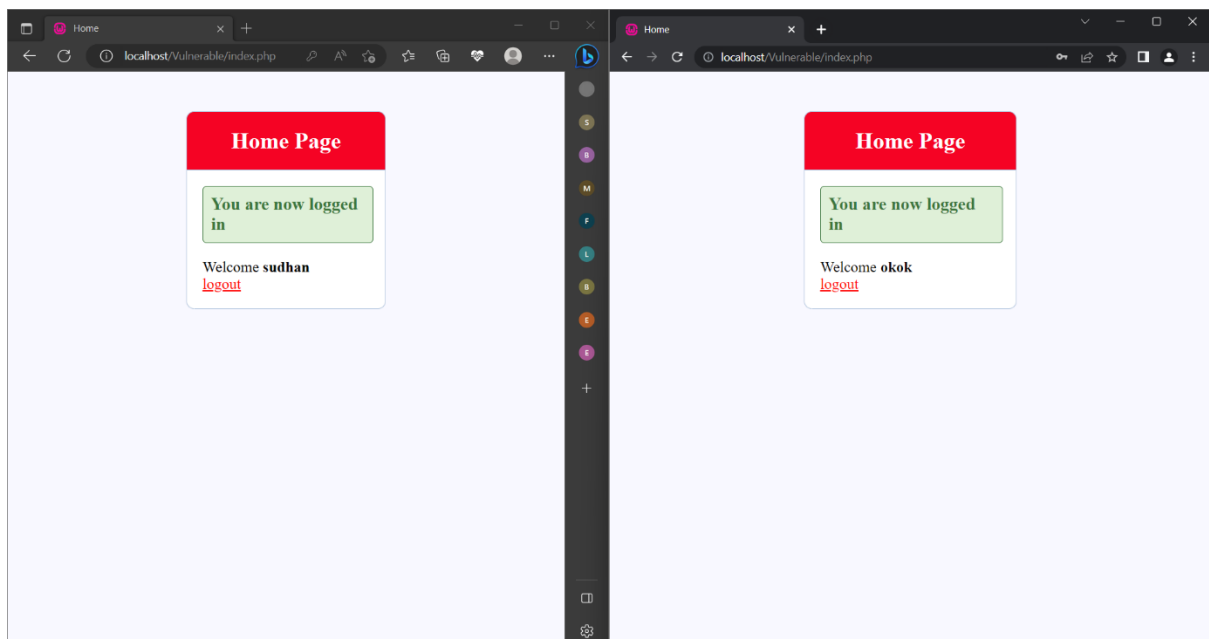 Home
localhost/Vulnerable/index.php
Home Page
You are now logged
in
Welcome sudhan
logout
S
B
M
F
L
B
E
E
Home
localhost/Vulnerable/index.php
Home Page
You are now logged
in
Welcome okok
logout